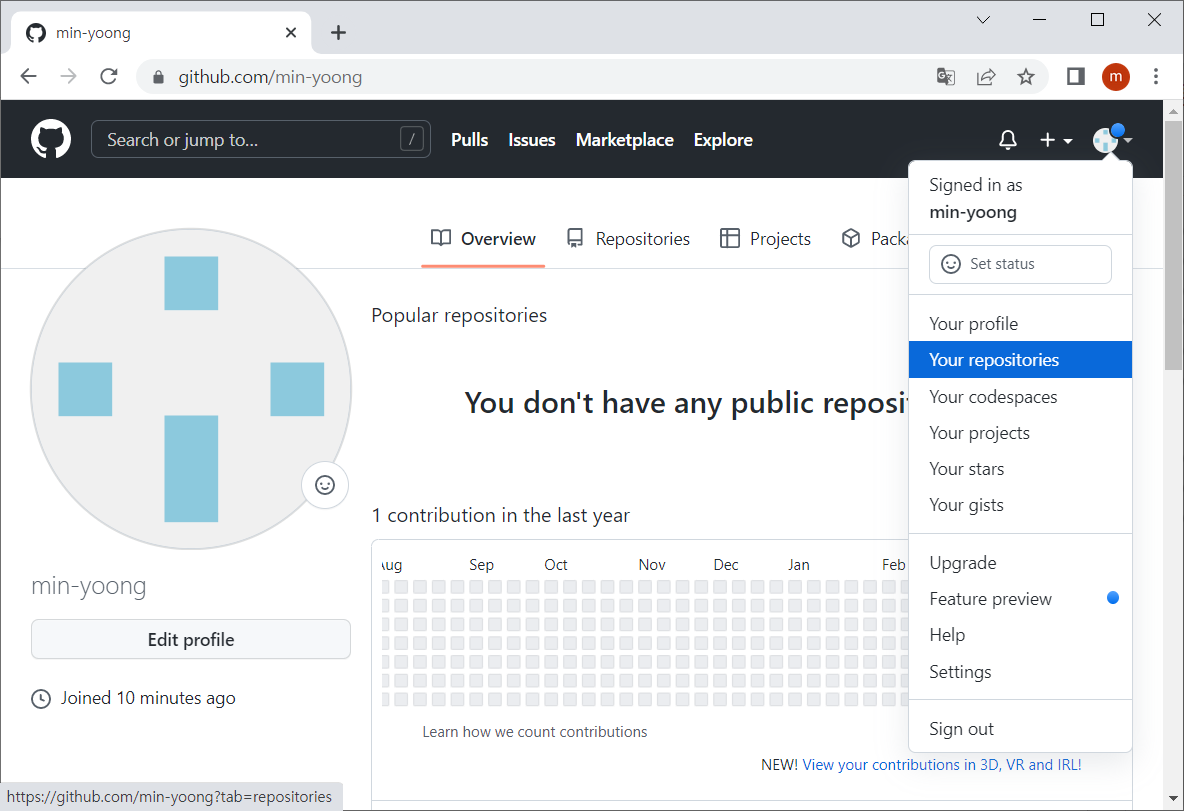 min-yoong
github.com/min-yoong
m
Search or jump to...
/
Pulls
Issues
Marketplace
Explore
Signed in as
min-yoong
Set status
Your profile
Your repositories
Your codespaces
Your projects
Your stars
Your gists
Upgrade
Feature preview
Help
Settings
Sign out
Overview
Repositories
Projects
Packa
Popular repositories
You don't have any public reposi
1 contribution in the last year
Aug Sep Oct Nov Dec Jan Feb
Learn how we count contributions
NEW! View your contributions in 3D, VR and IRL!
min-yoong
Edit profile
Joined 10 minutes ago
https://github.com/min-yoong?tab=repositories